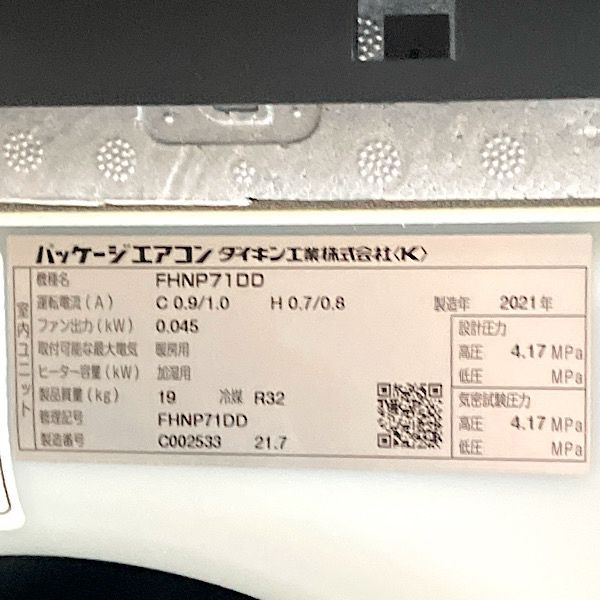 パッケージエアコン ダイキン工業株式会社〈K〉
室内ユニット
機種名 FHNP71DD
運転電流(A) C 0.9/1.0 H 0.7/0.8 製造年 2021年
ファン出力(kW) 0.045
取付可能な最大電気 暖房用
ヒーター容量(kW) 加湿用
製品質量(kg) 19 冷媒 R32
管理記号 FHNP71DD
製造番号 C002533 21.7
設計圧力
高圧 4.17 MPa
低圧 MPa
気密試験圧力
高圧 4.17 MPa
低圧 MPa